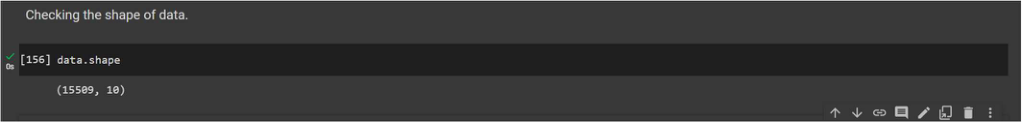 Checking the shape of data.
[156] data.shape
0s
(15509, 10)